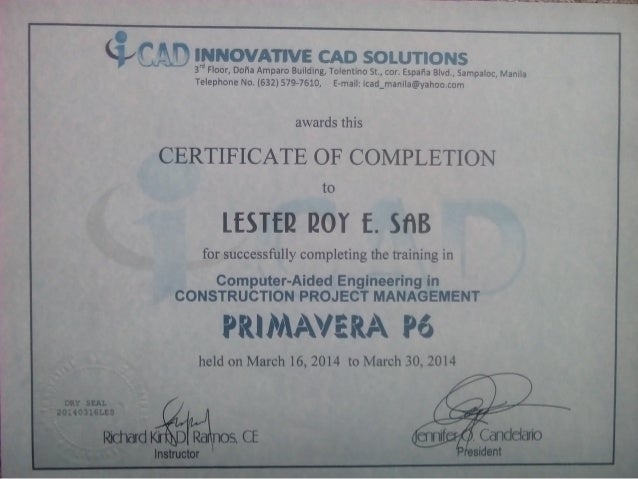 iCAD INNOVATIVE CAD SOLUTIONS
3rd Floor, Doña Amparo Building, Tolentino St., cor. España Blvd., Sampaloc, Manila
Telephone No. (632) 579-7610, E-mail: icad_manila@yahoo.com
awards this
CERTIFICATE OF COMPLETION
to
LESTER ROY E. SAB
for successfully completing the training in
Computer-Aided Engineering in
CONSTRUCTION PROJECT MANAGEMENT
PRIMAVERA P6
held on March 16, 2014 to March 30, 2014
DRY SEAL
20140316LES
Richard Kirk D. Ramos, CE
Instructor
Jennifer O. Candelario
President